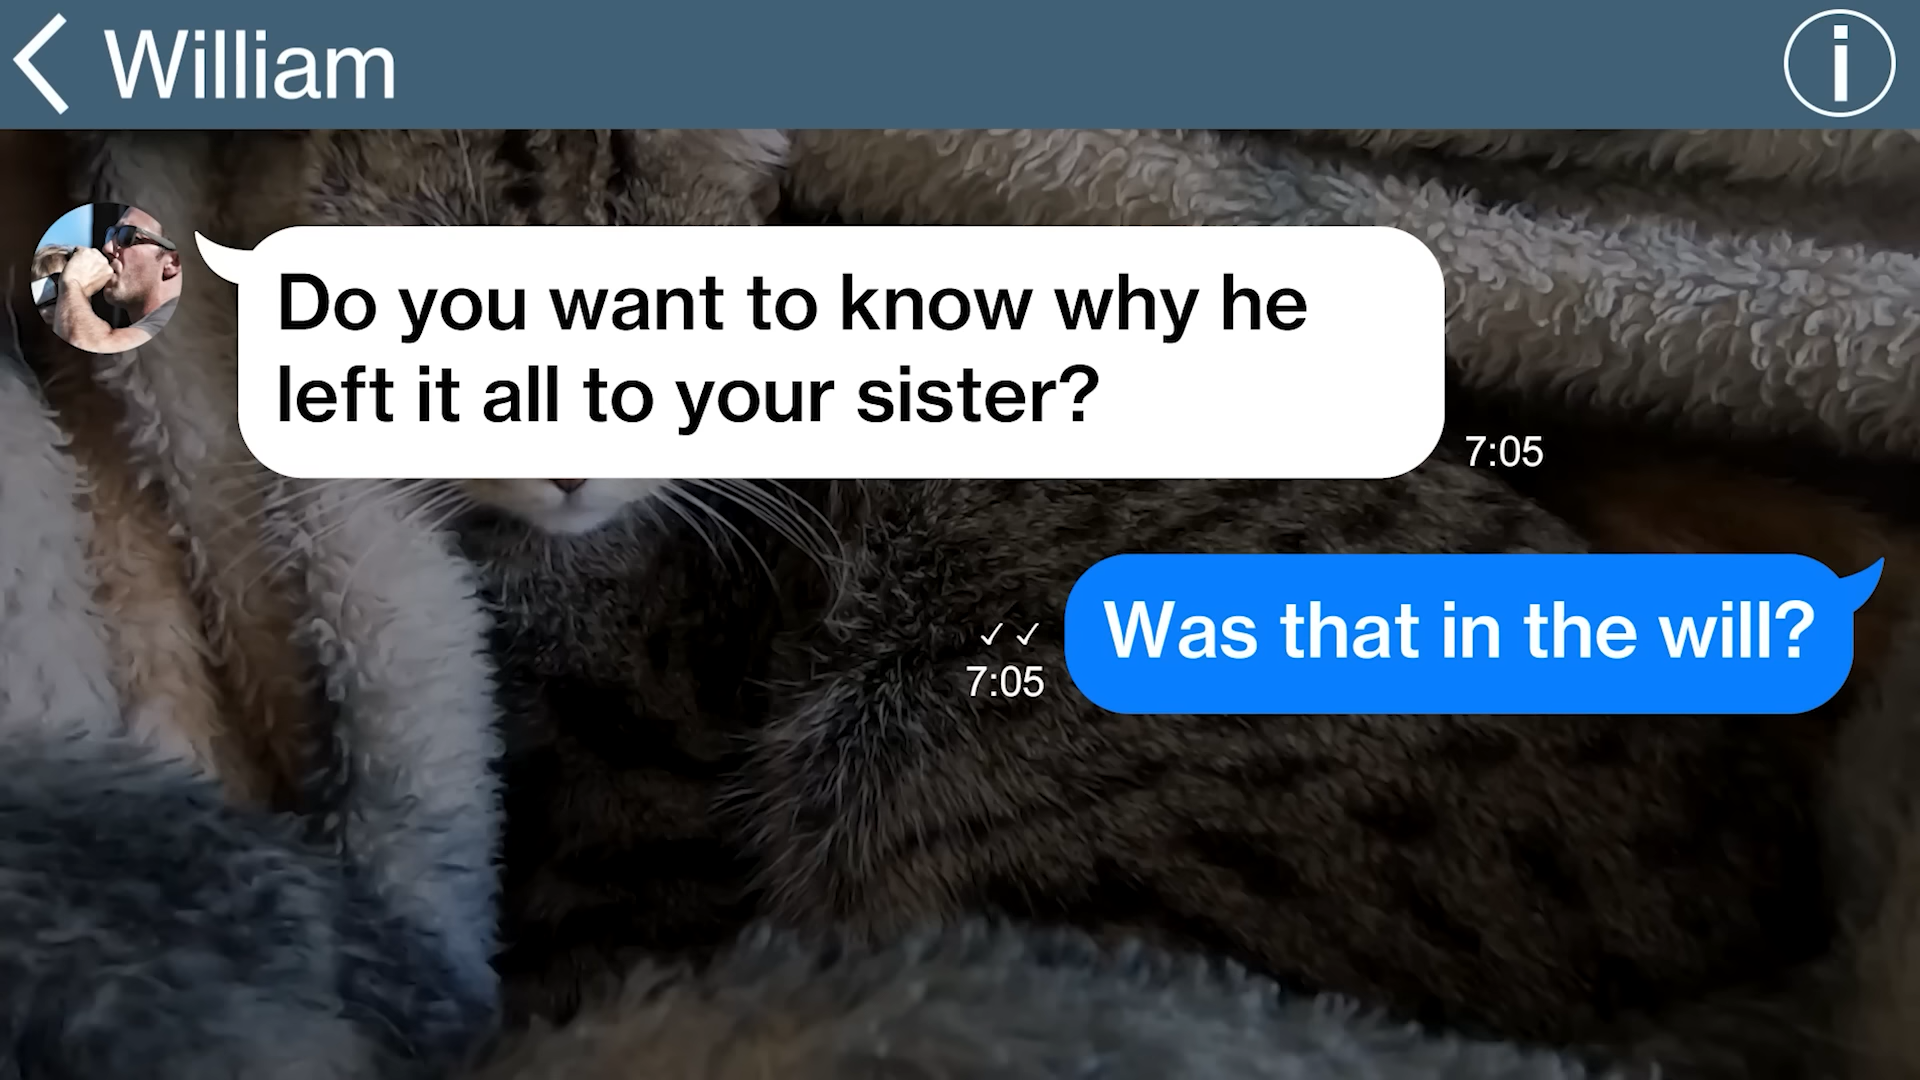 William
i
Do you want to know why he
left it all to your sister?
7:05
Was that in the will?
✓✓
7:05